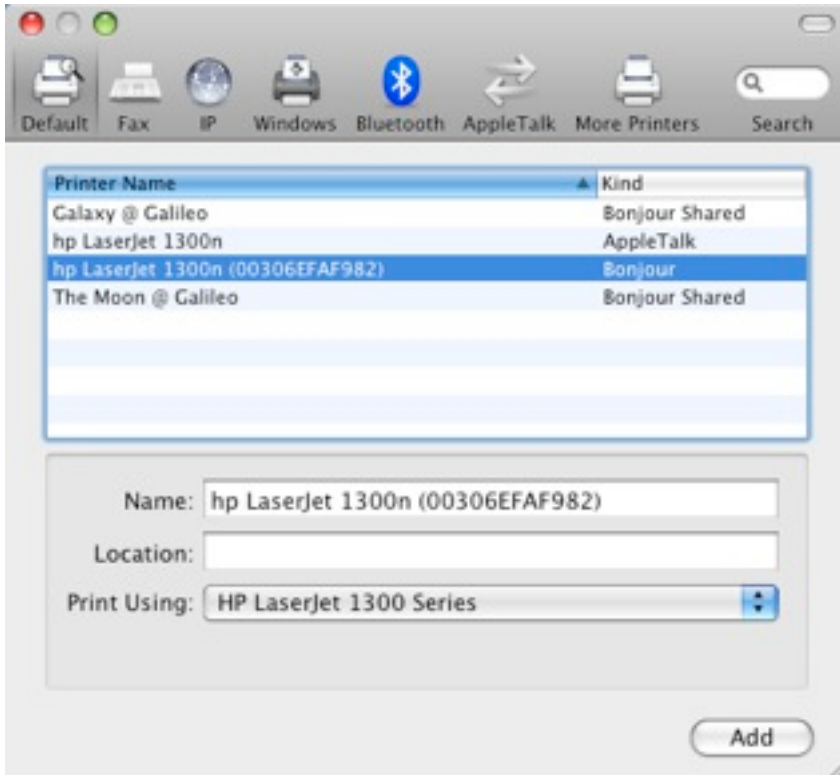 Default Fax IP Windows Bluetooth AppleTalk More Printers Search
Printer Name Kind
Galaxy @ Galileo Bonjour Shared
hp LaserJet 1300n AppleTalk
hp LaserJet 1300n (00306EFAF982) Bonjour
The Moon @ Galileo Bonjour Shared
Name: hp LaserJet 1300n (00306EFAF982)
Location:
Print Using: HP LaserJet 1300 Series
Add